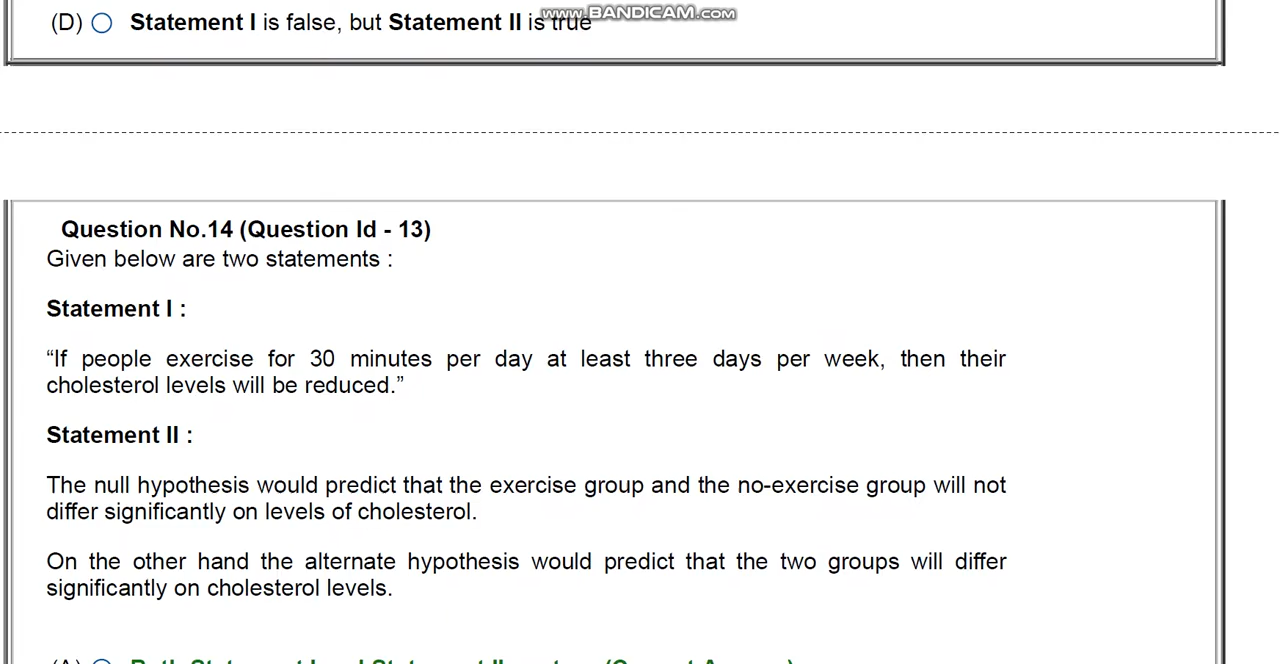 www.BANDICAM.com
(D) Statement I is false, but Statement II is true
Question No.14 (Question Id - 13)
Given below are two statements :
Statement I :
“If people exercise for 30 minutes per day at least three days per week, then their
cholesterol levels will be reduced.”
Statement II :
The null hypothesis would predict that the exercise group and the no-exercise group will not
differ significantly on levels of cholesterol.
On the other hand the alternate hypothesis would predict that the two groups will differ
significantly on cholesterol levels.